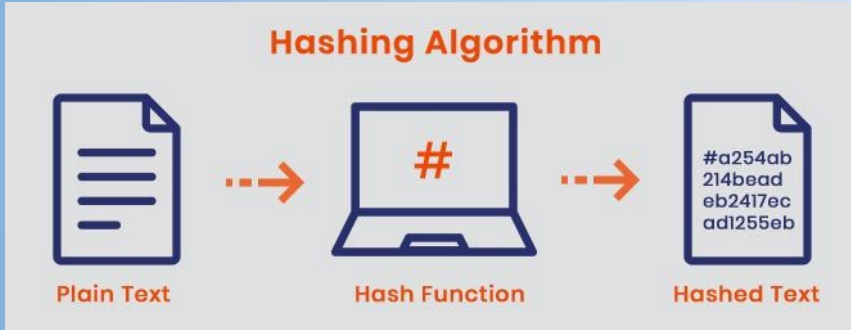 Hashing Algorithm
#
#a254ab
214bead
eb2417ec
ad1255eb
Plain Text
Hash Function
Hashed Text